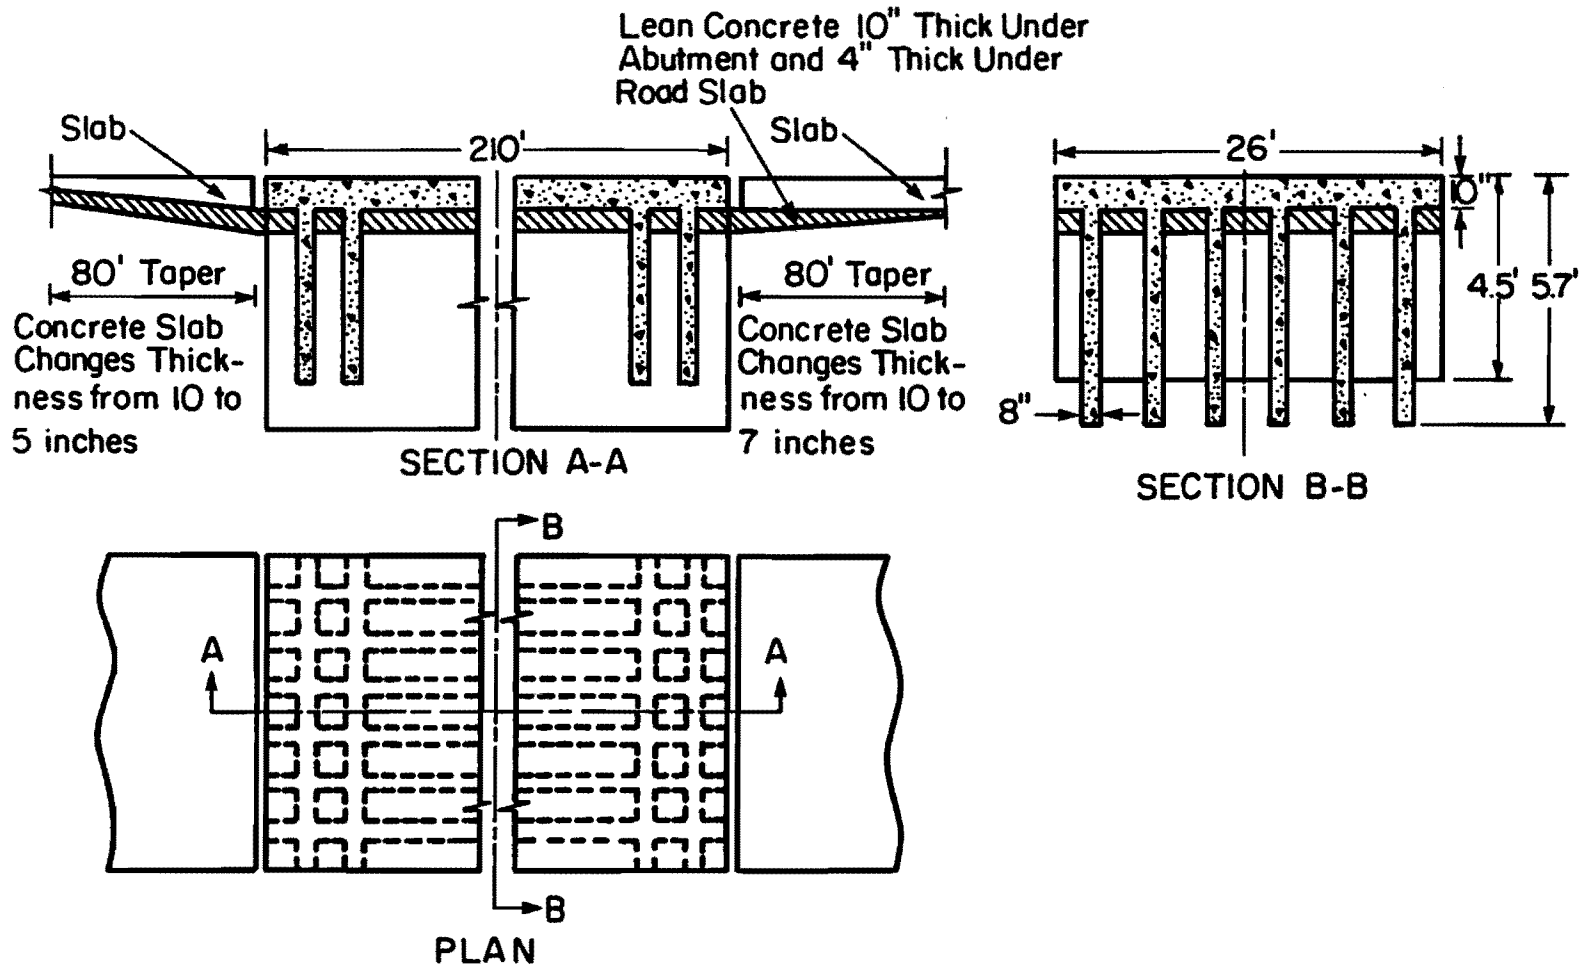 Lean Concrete 10" Thick Under
Abutment and 4" Thick Under
Road Slab
Slab
210'
Slab
26'
10"
80' Taper
80' Taper
4.5' 5.7'
Concrete Slab
Changes Thick-
ness from 10 to
5 inches
Concrete Slab
Changes Thick-
ness from 10 to
7 inches
8"
SECTION A-A
SECTION B-B
B
A
A
B
PLAN